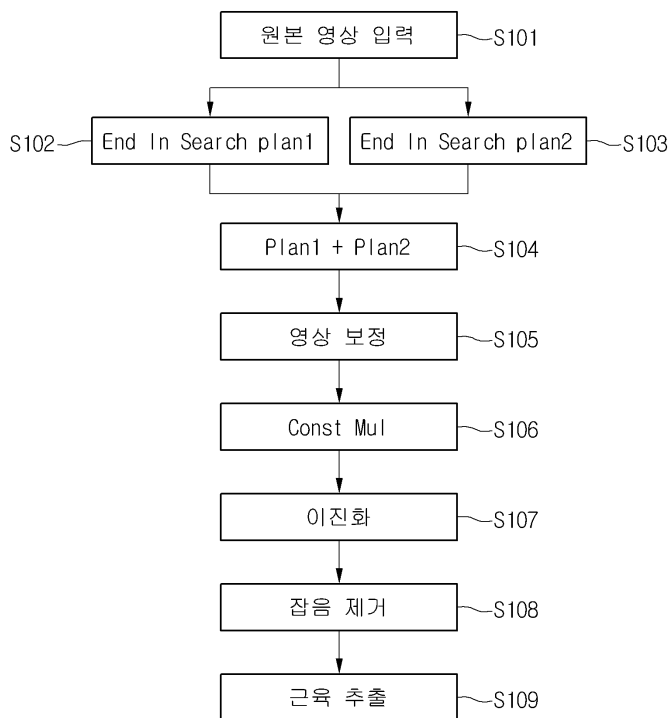 원본 영상 입력 S101
S102 End In Search plan1 End In Search plan2 S103
Plan1 + Plan2 S104
영상 보정 S105
Const Mul S106
이진화 S107
잡음 제거 S108
근육 추출 S109